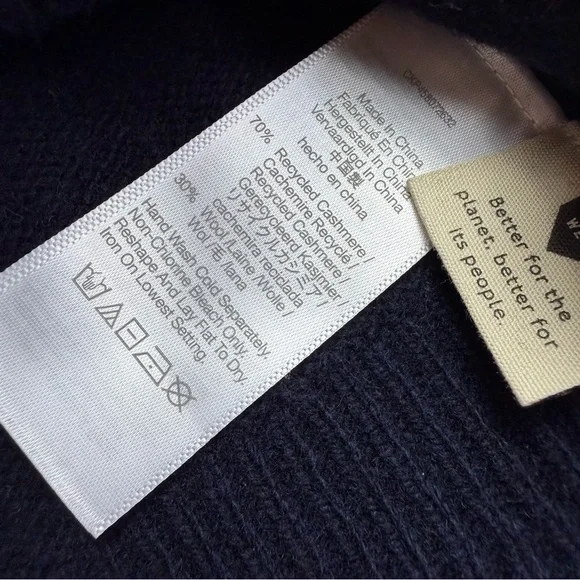 CKP458072632
Made In China
Fabriqué En Chine
Hergestellt In China
Vervaardigd In China
中国製
hecho en china
70% Recycled Cashmere /
Cachemire Recyclé /
Recycled Cashmere /
Gerecycleerd Kasjmier /
リサイクルカシミア
cachemira reciclada
30% Wool / Laine / Wolle /
Wol / 毛 lana
Hand Wash Cold Separately.
Non-Chlorine Bleach Only.
Reshape And Lay Flat To Dry.
Iron On Lowest Setting.
Better for the
planet, better for
its people.